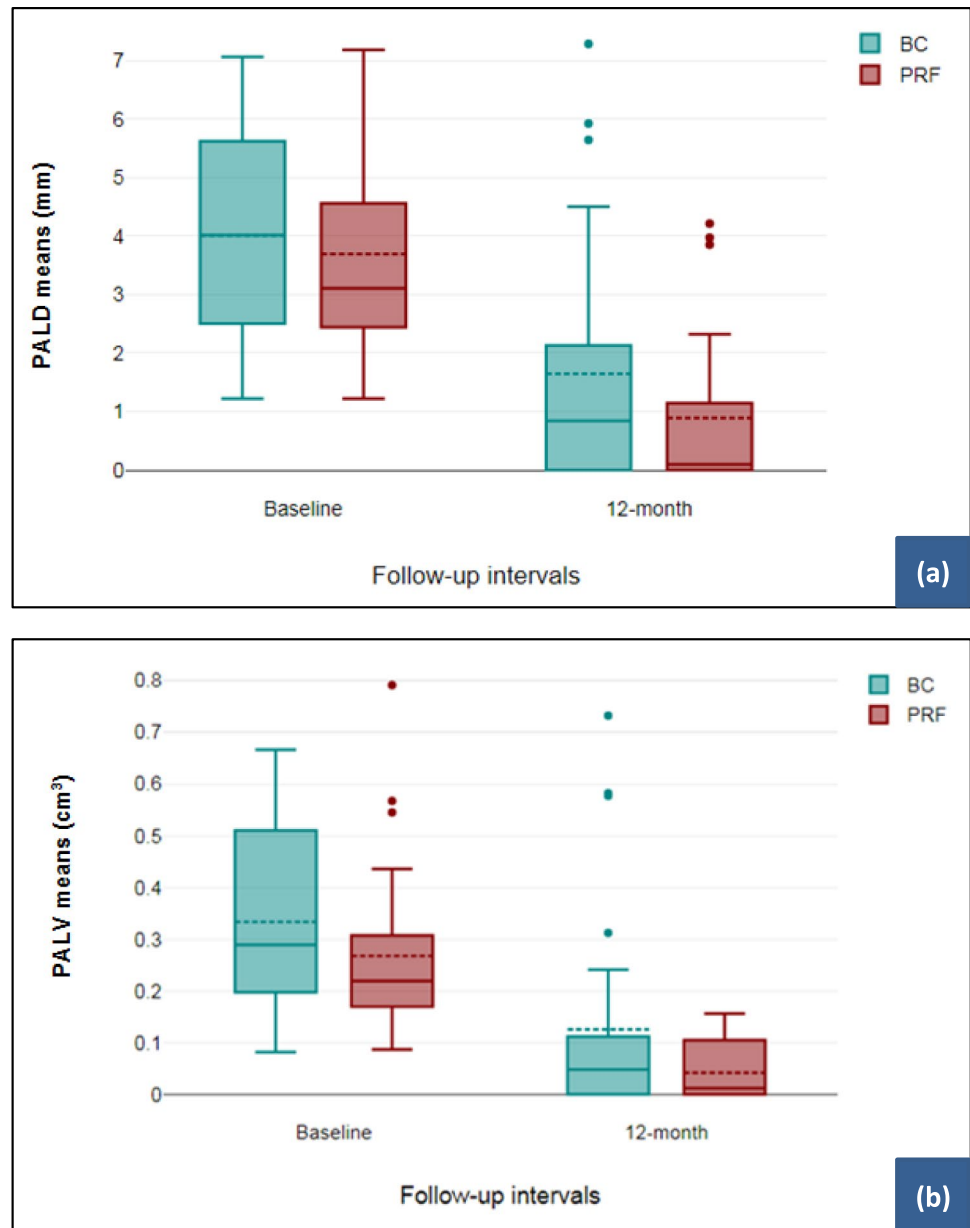 BC
PRF
7
6
5
4
3
2
1
0
PALD means (mm)
Baseline 12-month
Follow-up intervals
(a)
BC
PRF
0.8
0.7
0.6
0.5
0.4
0.3
0.2
0.1
0
PALV means (cm³)
Baseline 12-month
Follow-up intervals
(b)